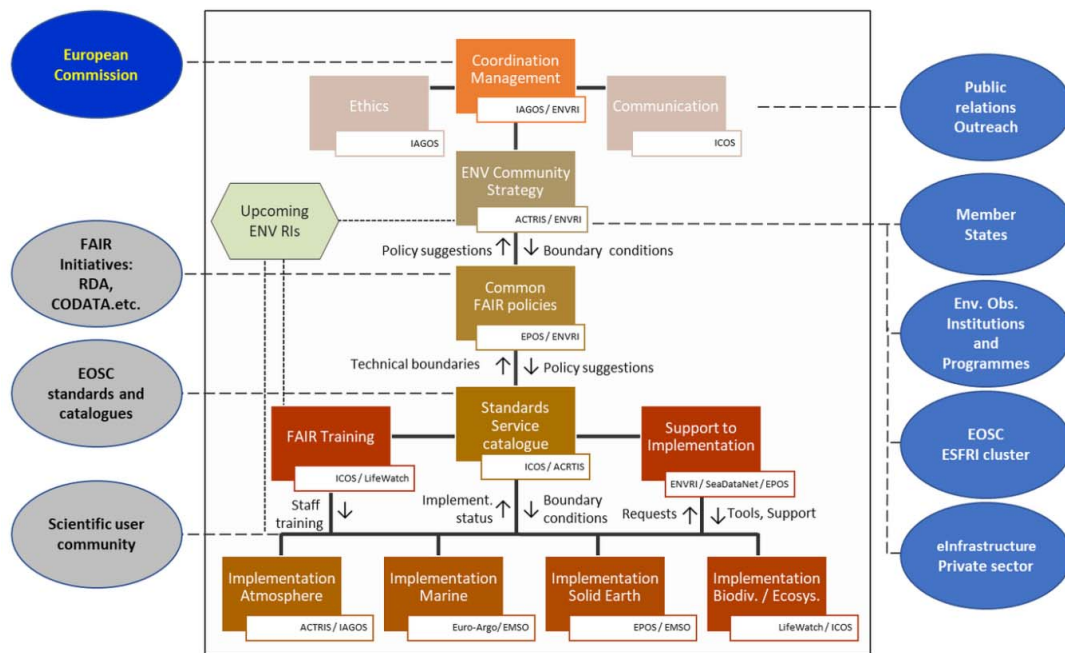 European
Commission
Coordination
Management
IAGOS / ENVRI
Ethics
IAGOS
Communication
ICOS
Public
relations
Outreach
ENV Community
Strategy
ACTRIS / ENVRI
Upcoming
ENV RIs
Member
States
Policy suggestions ↑ ↓ Boundary conditions
FAIR
Initiatives:
RDA,
CODATA.etc.
Common
FAIR policies
EPOS / ENVRI
Env. Obs.
Institutions
and
Programmes
Technical boundaries ↑ ↓ Policy suggestions
EOSC
standards and
catalogues
FAIR Training
ICOS / LifeWatch
Standards
Service
catalogue
ICOS / ACRTIS
Support to
Implementation
ENVRI / SeaDataNet / EPOS
EOSC
ESFRI cluster
Staff
training ↓
Implement. ↑
status
↓ Boundary
conditions
Requests ↑ ↓ Tools, Support
Scientific user
community
eInfrastructure
Private sector
Implementation
Atmosphere
ACTRIS / IAGOS
Implementation
Marine
Euro-Argo / EMSO
Implementation
Solid Earth
EPOS / EMSO
Implementation
Biodiv. / Ecosys.
LifeWatch / ICOS